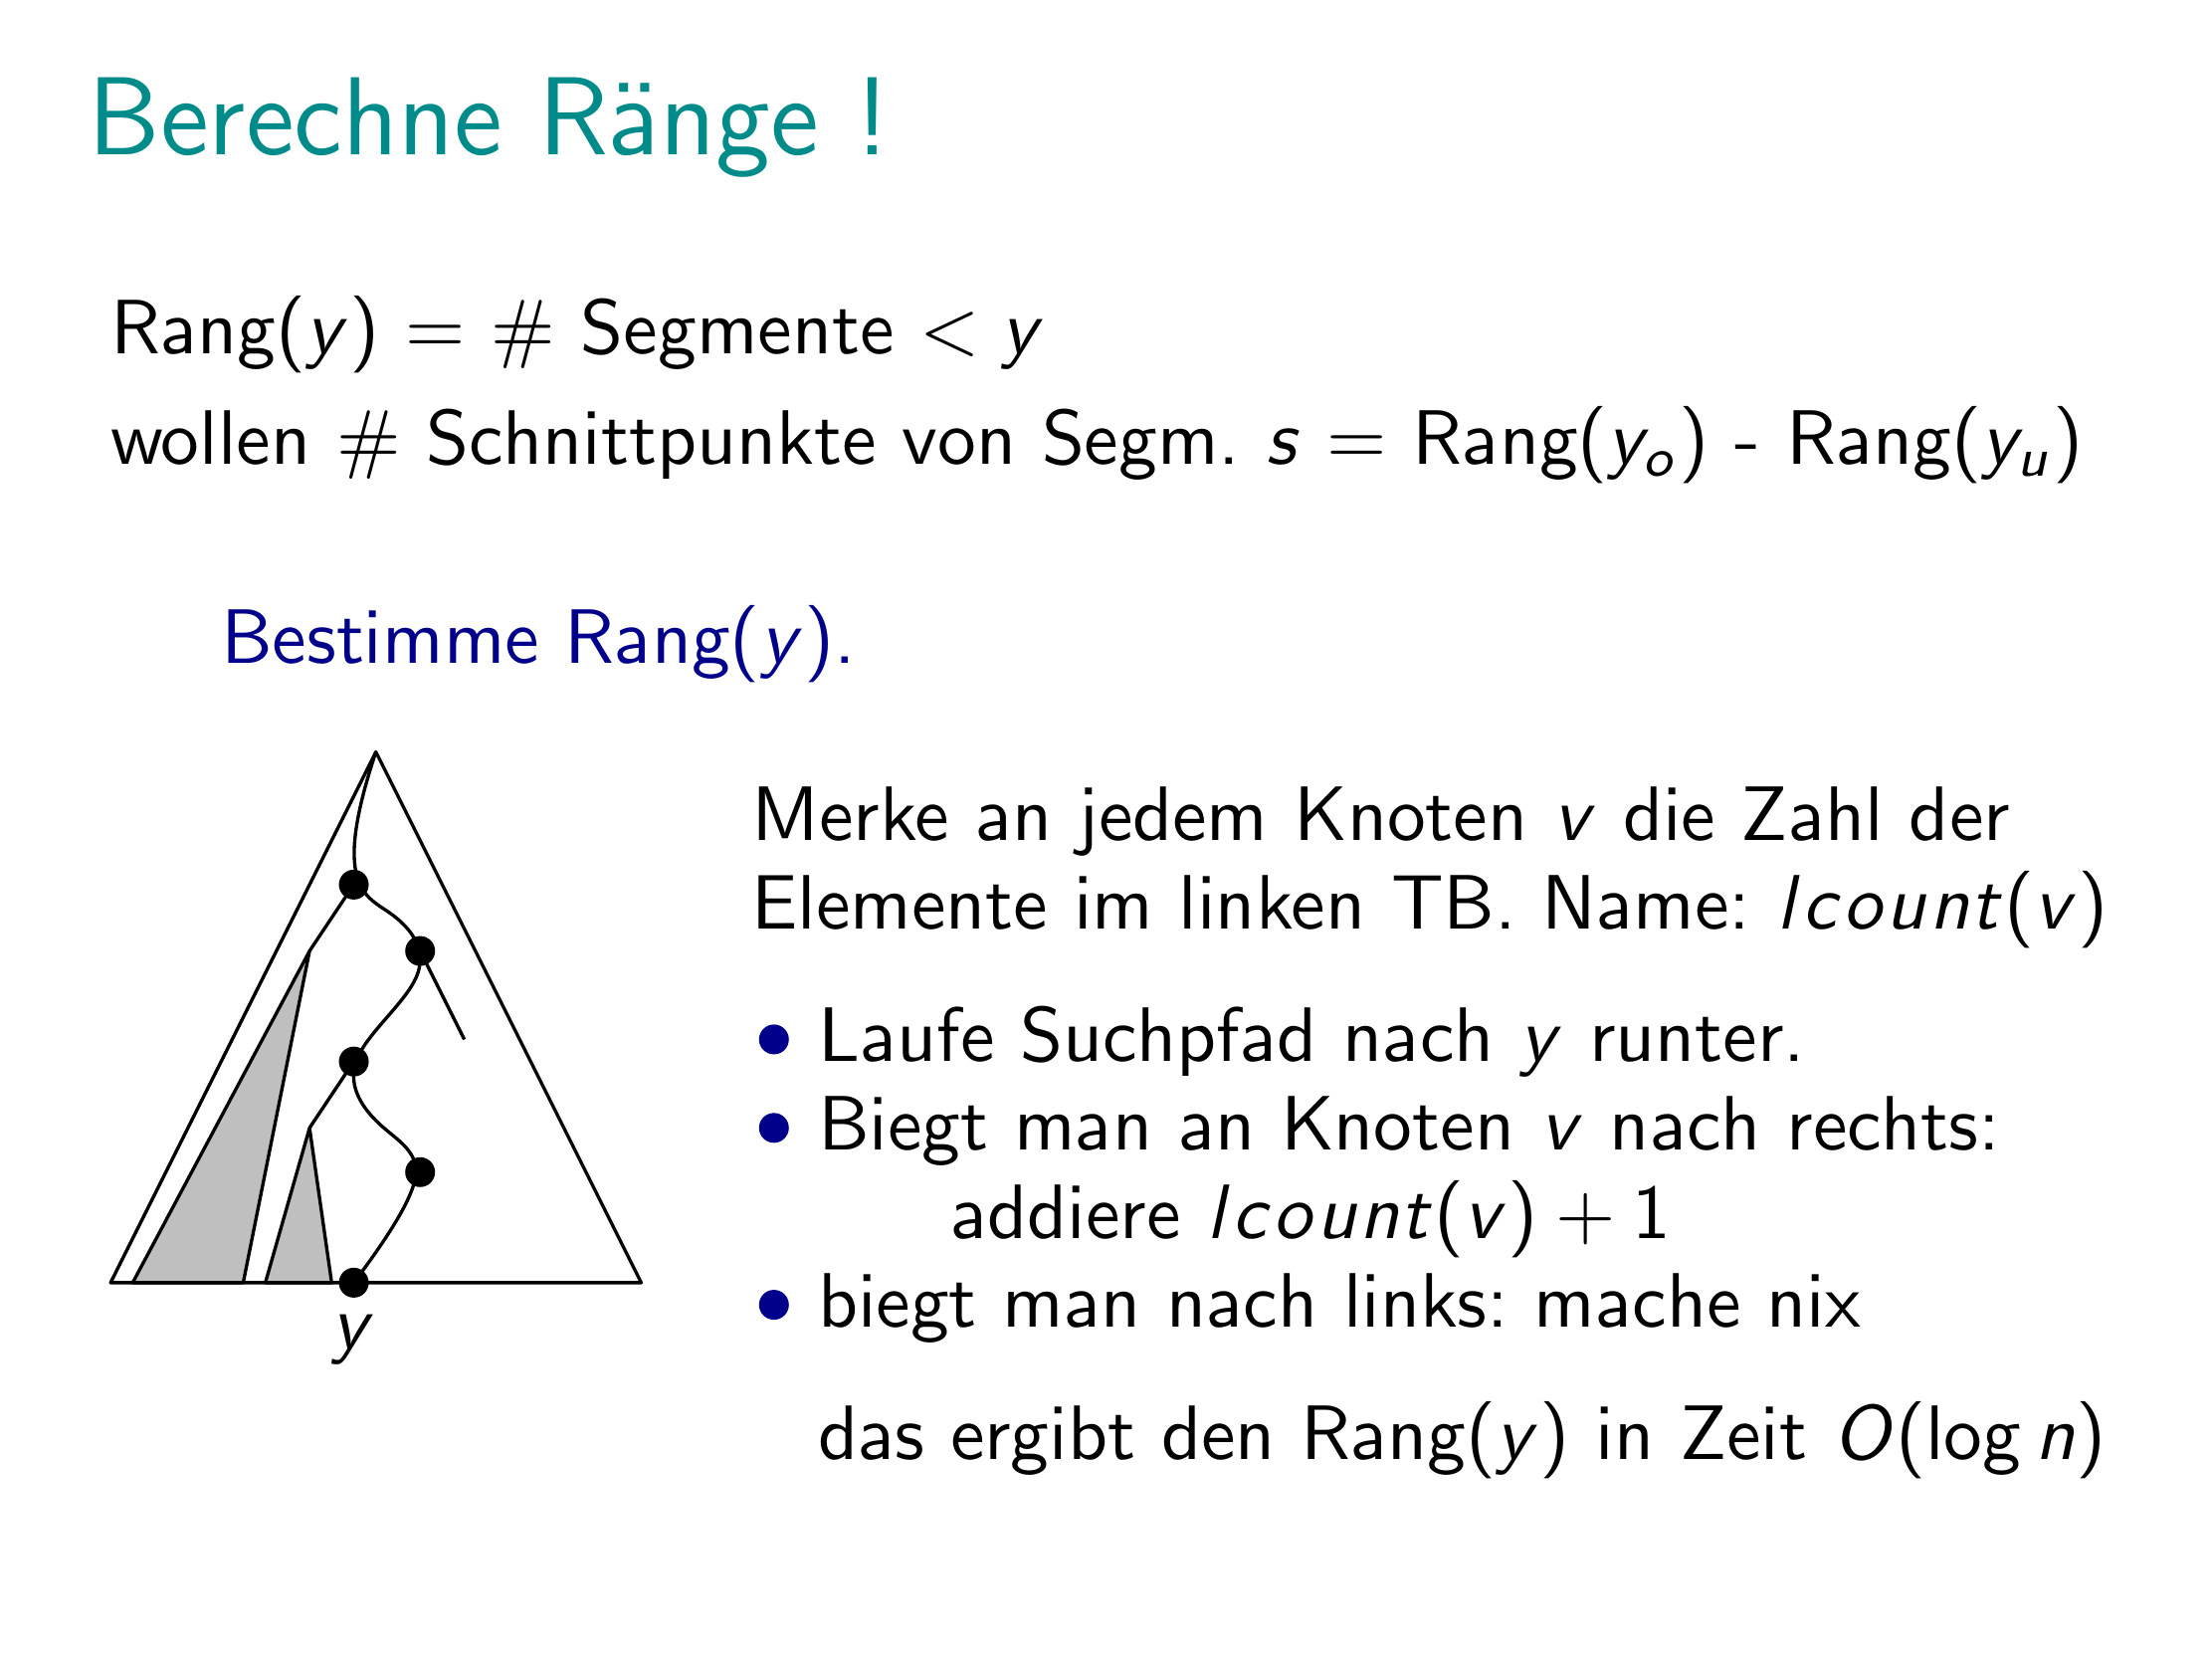 Berechne Ränge !
Rang(y) = # Segmente < y
wollen # Schnittpunkte von Segm. s = Rang(y_o) - Rang(y_u)
Bestimme Rang(y).
Merke an jedem Knoten v die Zahl der
Elemente im linken TB. Name: lcount(v)
• Laufe Suchpfad nach y runter.
• Biegt man an Knoten v nach rechts:
addiere lcount(v) + 1
• biegt man nach links: mache nix
das ergibt den Rang(y) in Zeit O(log n)
y